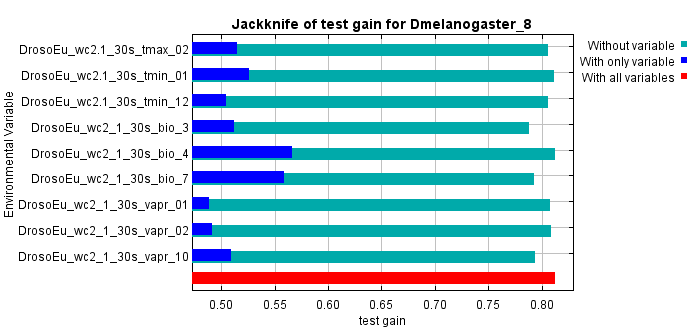 Jackknife of test gain for Dmelanogaster_8
Environmental Variable
DrosoEu_wc2.1_30s_tmax_02
DrosoEu_wc2.1_30s_tmin_01
DrosoEu_wc2.1_30s_tmin_12
DrosoEu_wc2_1_30s_bio_3
DrosoEu_wc2_1_30s_bio_4
DrosoEu_wc2_1_30s_bio_7
DrosoEu_wc2_1_30s_vapr_01
DrosoEu_wc2_1_30s_vapr_02
DrosoEu_wc2_1_30s_vapr_10
0.50 0.55 0.60 0.65 0.70 0.75 0.80
test gain
Without variable
With only variable
With all variables